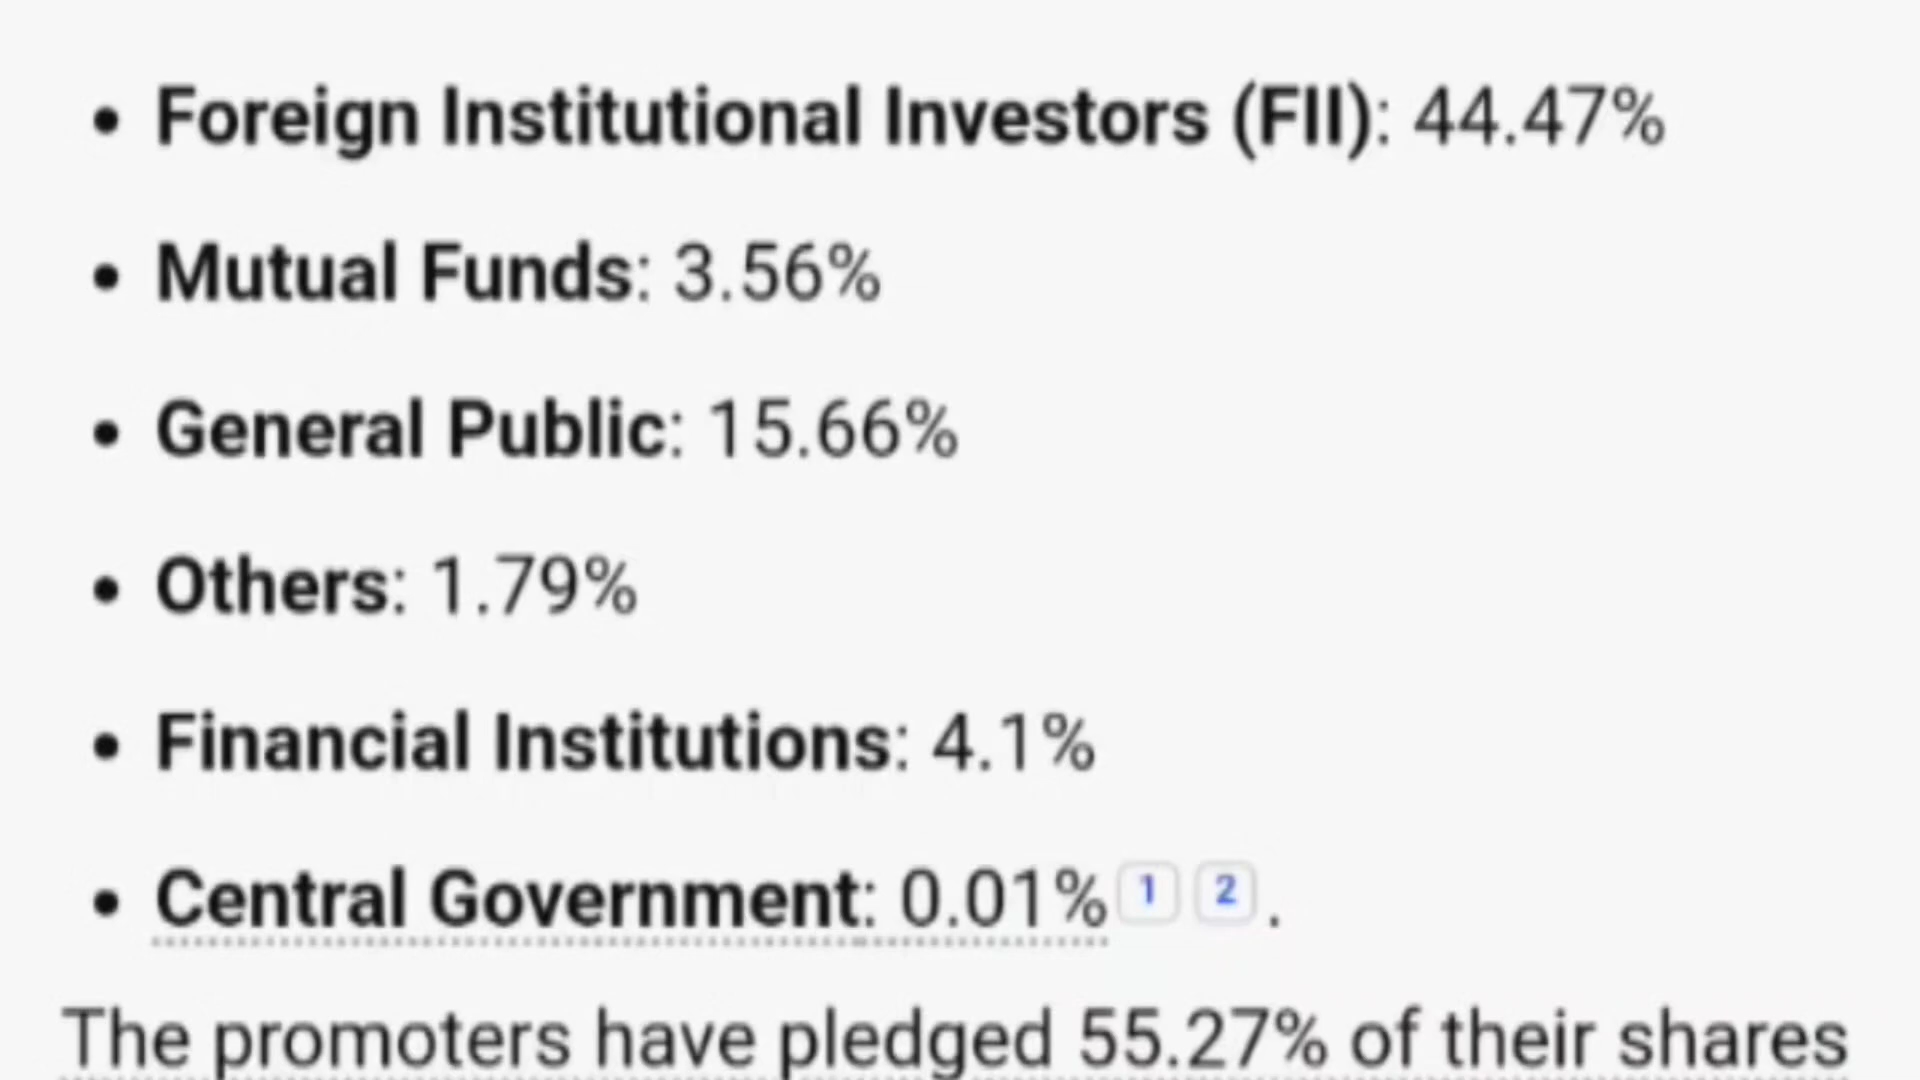 • Foreign Institutional Investors (FII): 44.47%
• Mutual Funds: 3.56%
• General Public: 15.66%
• Others: 1.79%
• Financial Institutions: 4.1%
• Central Government: 0.01% 1 2 .
The promoters have pledged 55.27% of their shares